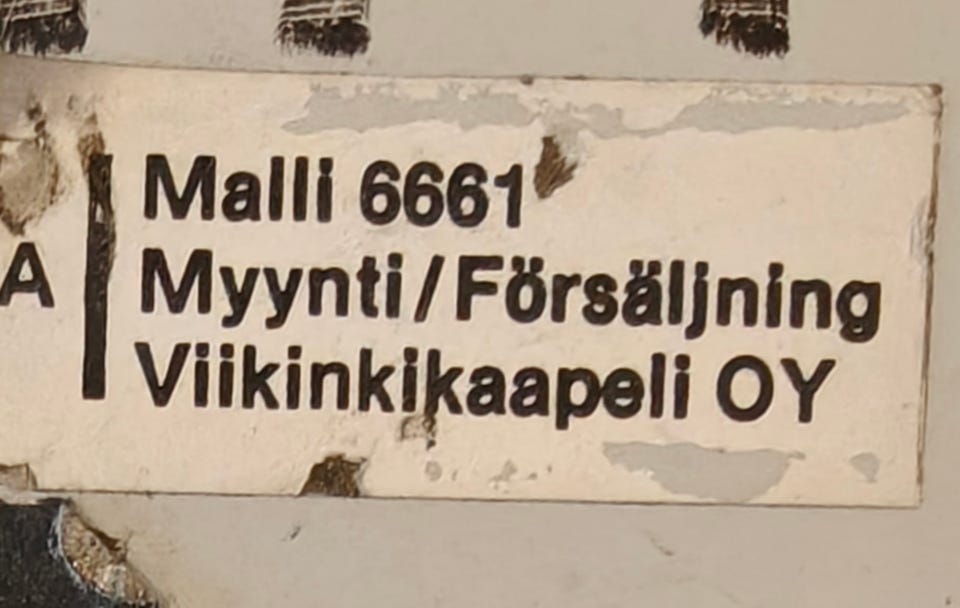 A
Malli 6661
Myynti/Försäljning
Viikinkikaapeli OY